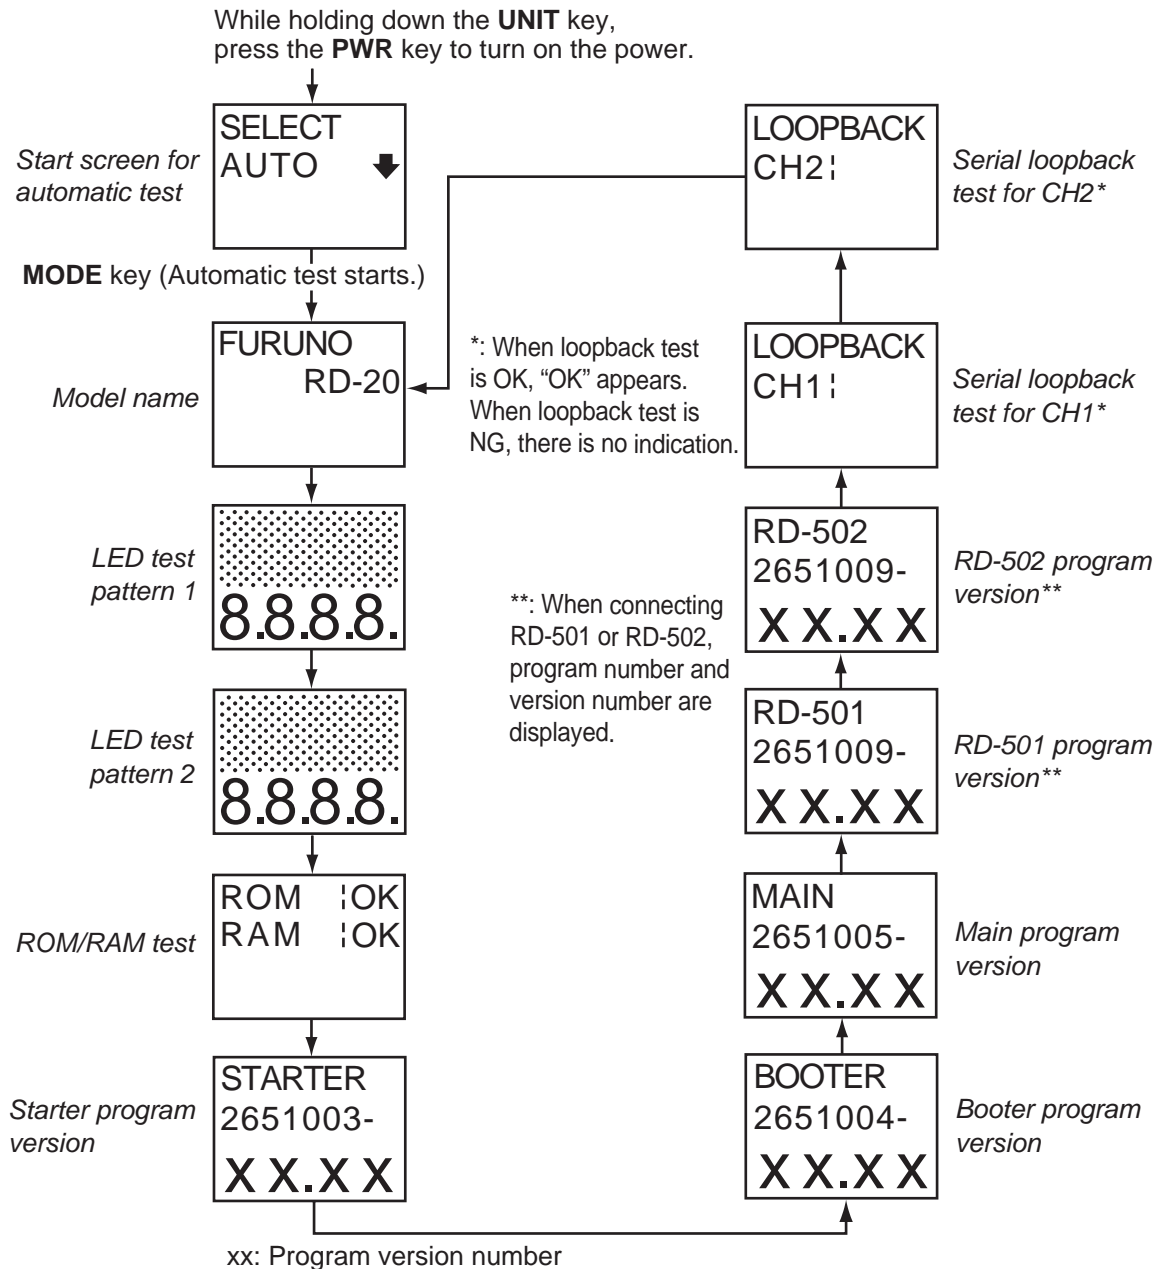 While holding down the UNIT key,
press the PWR key to turn on the power.
Start screen for
automatic test
SELECT
AUTO
MODE key (Automatic test starts.)
Model name
FURUNO
RD-20
LED test
pattern 1
8.8.8.8.
LED test
pattern 2
8.8.8.8.
ROM/RAM test
ROM ¦OK
RAM ¦OK
Starter program
version
STARTER
2651003-
XX.XX
xx: Program version number
BOOTER
2651004-
XX.XX
Booter program
version
MAIN
2651005-
XX.XX
Main program
version
RD-501
2651009-
XX.XX
RD-501 program
version**
RD-502
2651009-
XX.XX
RD-502 program
version**
**: When connecting
RD-501 or RD-502,
program number and
version number are
displayed.
LOOPBACK
CH1¦
Serial loopback
test for CH1*
LOOPBACK
CH2¦
Serial loopback
test for CH2*
*: When loopback test
is OK, “OK” appears.
When loopback test is
NG, there is no indication.